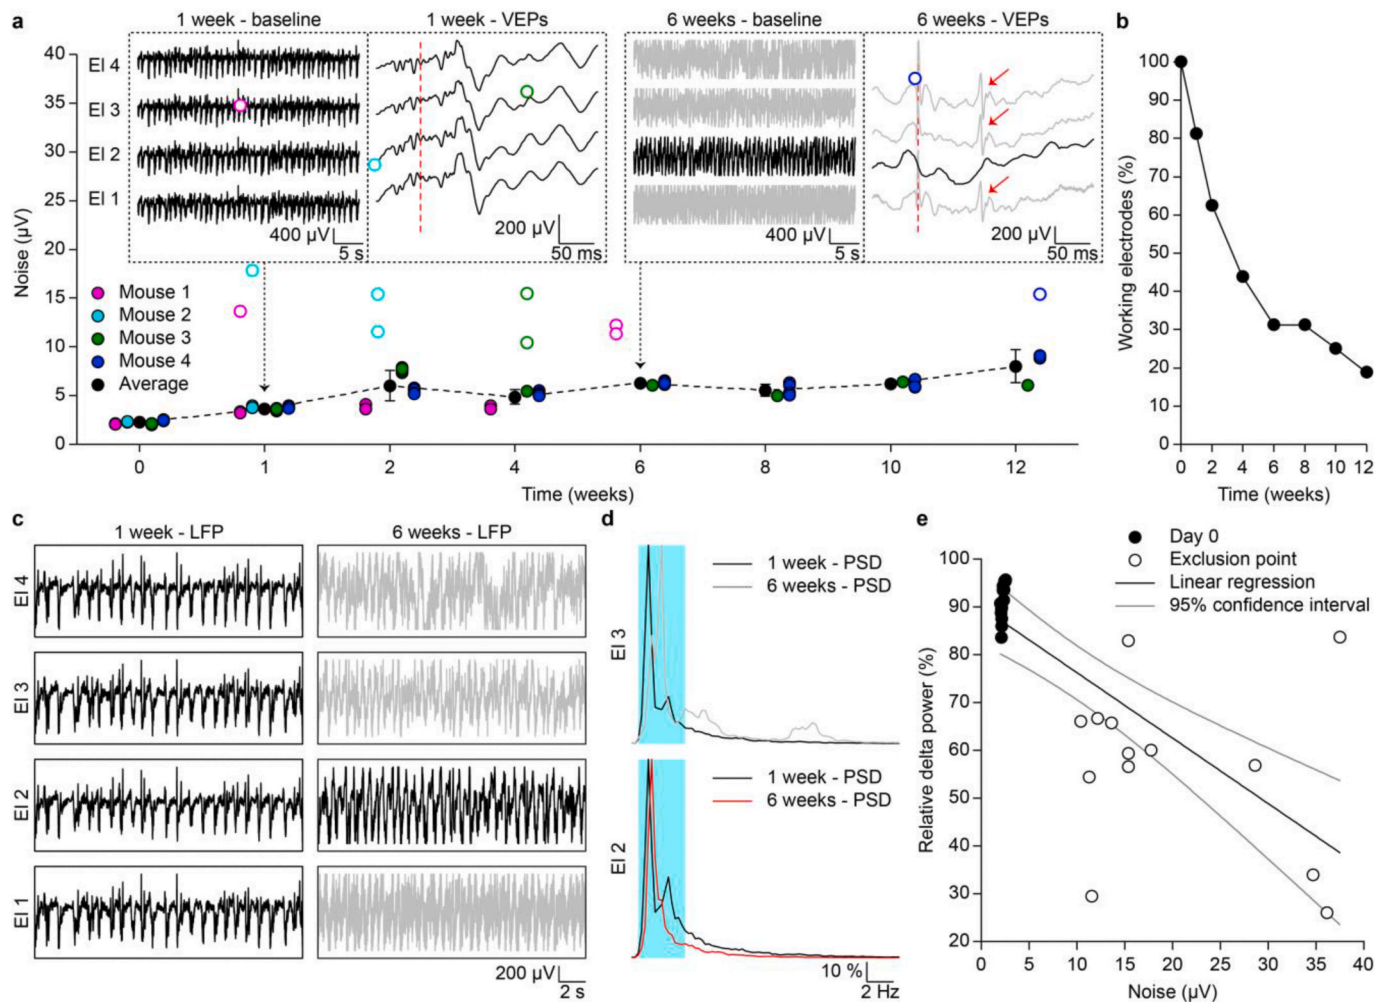 a
1 week - baseline
1 week - VEPs
6 weeks - baseline
6 weeks - VEPs
b
El 4
El 3
El 2
El 1
400 µV
5 s
200 µV
50 ms
400 µV
5 s
200 µV
50 ms
Noise (µV)
40
35
30
25
20
15
10
5
0
Mouse 1
Mouse 2
Mouse 3
Mouse 4
Average
0 1 2 4 6 8 10 12
Time (weeks)
Working electrodes (%)
100
90
80
70
60
50
40
30
20
10
0
0 2 4 6 8 10 12
Time (weeks)
c
1 week - LFP
6 weeks - LFP
El 4
El 3
El 2
El 1
200 µV
2 s
d
1 week - PSD
6 weeks - PSD
El 3
1 week - PSD
6 weeks - PSD
El 2
10 %
2 Hz
e
Day 0
Exclusion point
Linear regression
95% confidence interval
Relative delta power (%)
100
90
80
70
60
50
40
30
20
0 5 10 15 20 25 30 35 40
Noise (µV)